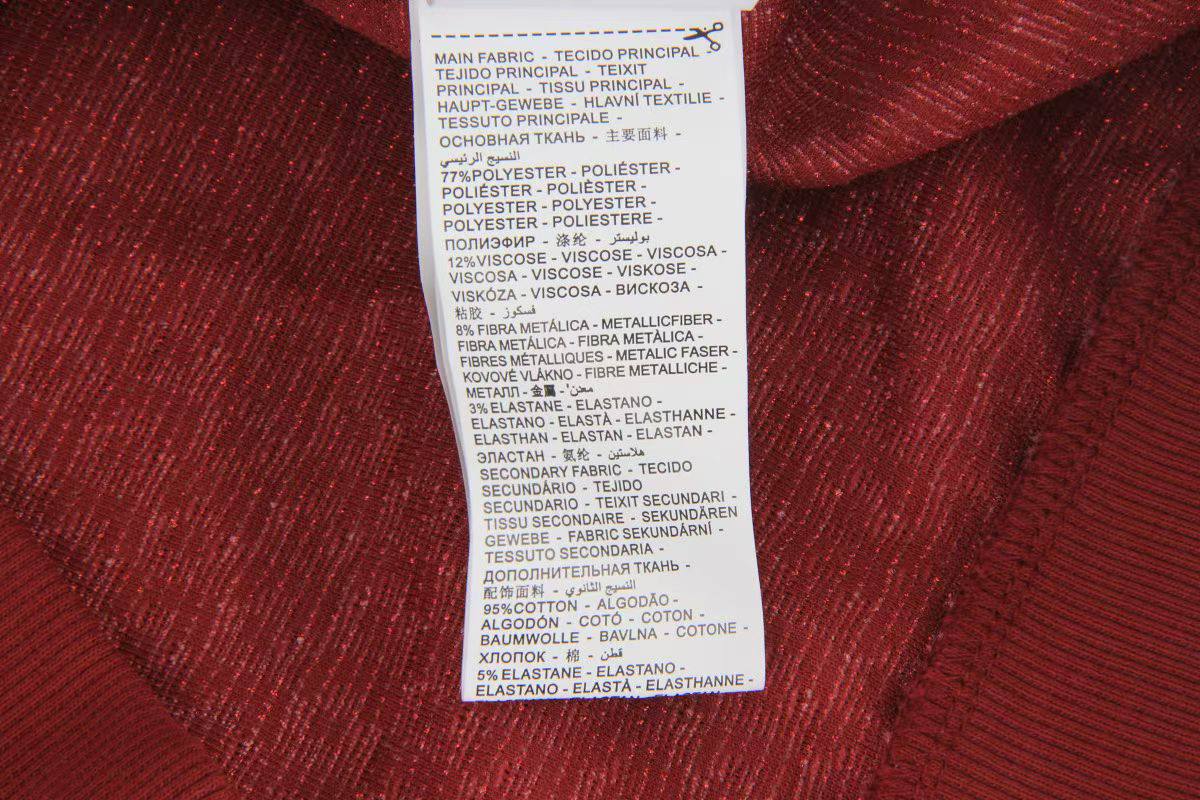 MAIN FABRIC - TECIDO PRINCIPAL -
TEJIDO PRINCIPAL - TEIXIT
PRINCIPAL - TISSU PRINCIPAL -
HAUPT-GEWEBE - HLAVNÍ TEXTILIE -
TESSUTO PRINCIPALE -
ОСНОВНАЯ ТКАНЬ - 主要面料 -
النسيج الرئيسي
77%POLYESTER - POLIÉSTER -
POLIÉSTER - POLIÈSTER -
POLYESTER - POLYESTER -
POLYESTER - POLIESTERE -
ПОЛИЭФИР - 涤纶 - بوليستر
12%VISCOSE - VISCOSE - VISCOSA -
VISCOSA - VISCOSE - VISKOSE -
VISKÓZA - VISCOSA - ВИСКОЗА -
粘胶 - فسكوز
8% FIBRA METÁLICA - METALLICFIBER -
FIBRA METÁLICA - FIBRA METÀLICA -
FIBRES MÉTALLIQUES - METALIC FASER -
KOVOVÉ VLÁKNO - FIBRE METALLICHE -
МЕТАЛЛ - 金属 -'معدن
3% ELASTANE - ELASTANO -
ELASTANO - ELASTÀ - ELASTHANNE -
ELASTHAN - ELASTAN - ELASTAN -
ЭЛАСТАН - 氨纶 - هلاستين
SECONDARY FABRIC - TECIDO
SECUNDÁRIO - TEJIDO
SECUNDARIO - TEIXIT SECUNDARI -
TISSU SECONDAIRE - SEKUNDÄREN
GEWEBE - FABRIC SEKUNDÁRNÍ -
TESSUTO SECONDARIA -
ДОПОЛНИТЕЛЬНАЯ ТКАНЬ -
配饰面料 - النسيج الثانوي
95%COTTON - ALGODÃO -
ALGODÓN - COTÓ - COTON -
BAUMWOLLE - BAVLNA - COTONE -
ХЛОПОК - 棉 - قطن
5% ELASTANE - ELASTANO -
ELASTANO - ELASTÀ - ELASTHANNE -